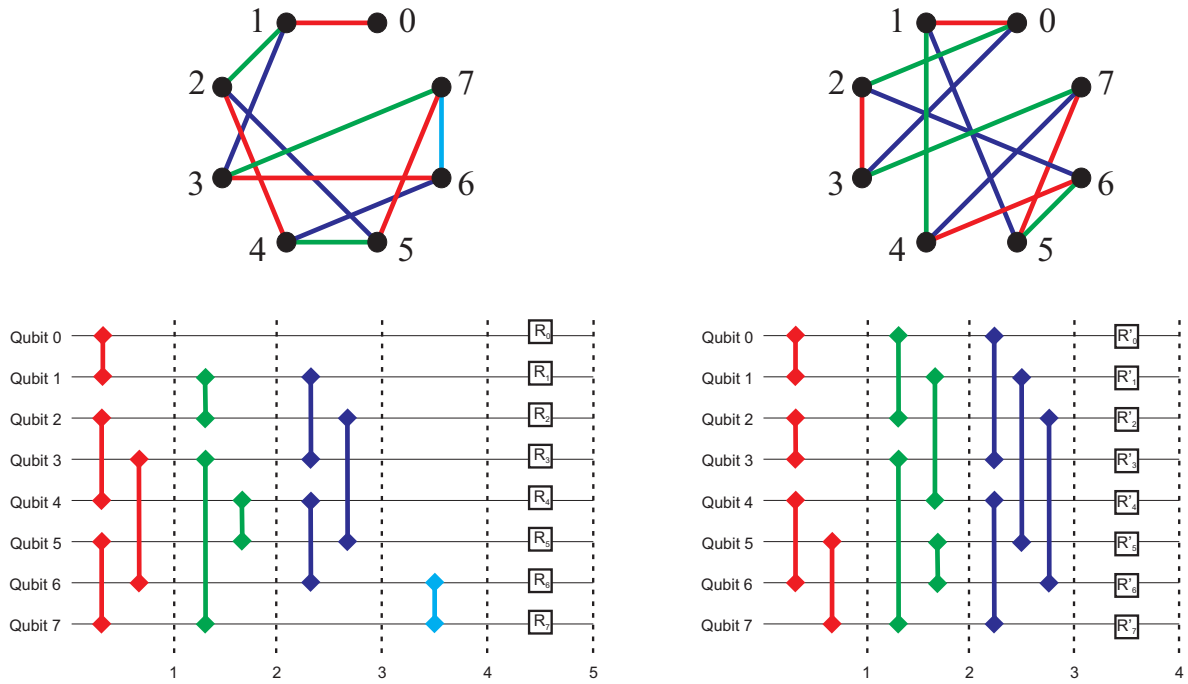 1 0
2 7
3 6
4 5
1 0
2 7
3 6
4 5
Qubit 0 R₀
Qubit 1 R₁
Qubit 2 R₂
Qubit 3 R₃
Qubit 4 R₄
Qubit 5 R₅
Qubit 6 R₆
Qubit 7 R₇
1 2 3 4 5
Qubit 0 R'₀
Qubit 1 R'₁
Qubit 2 R'₂
Qubit 3 R'₃
Qubit 4 R'₄
Qubit 5 R'₅
Qubit 6 R'₆
Qubit 7 R'₇
1 2 3 4